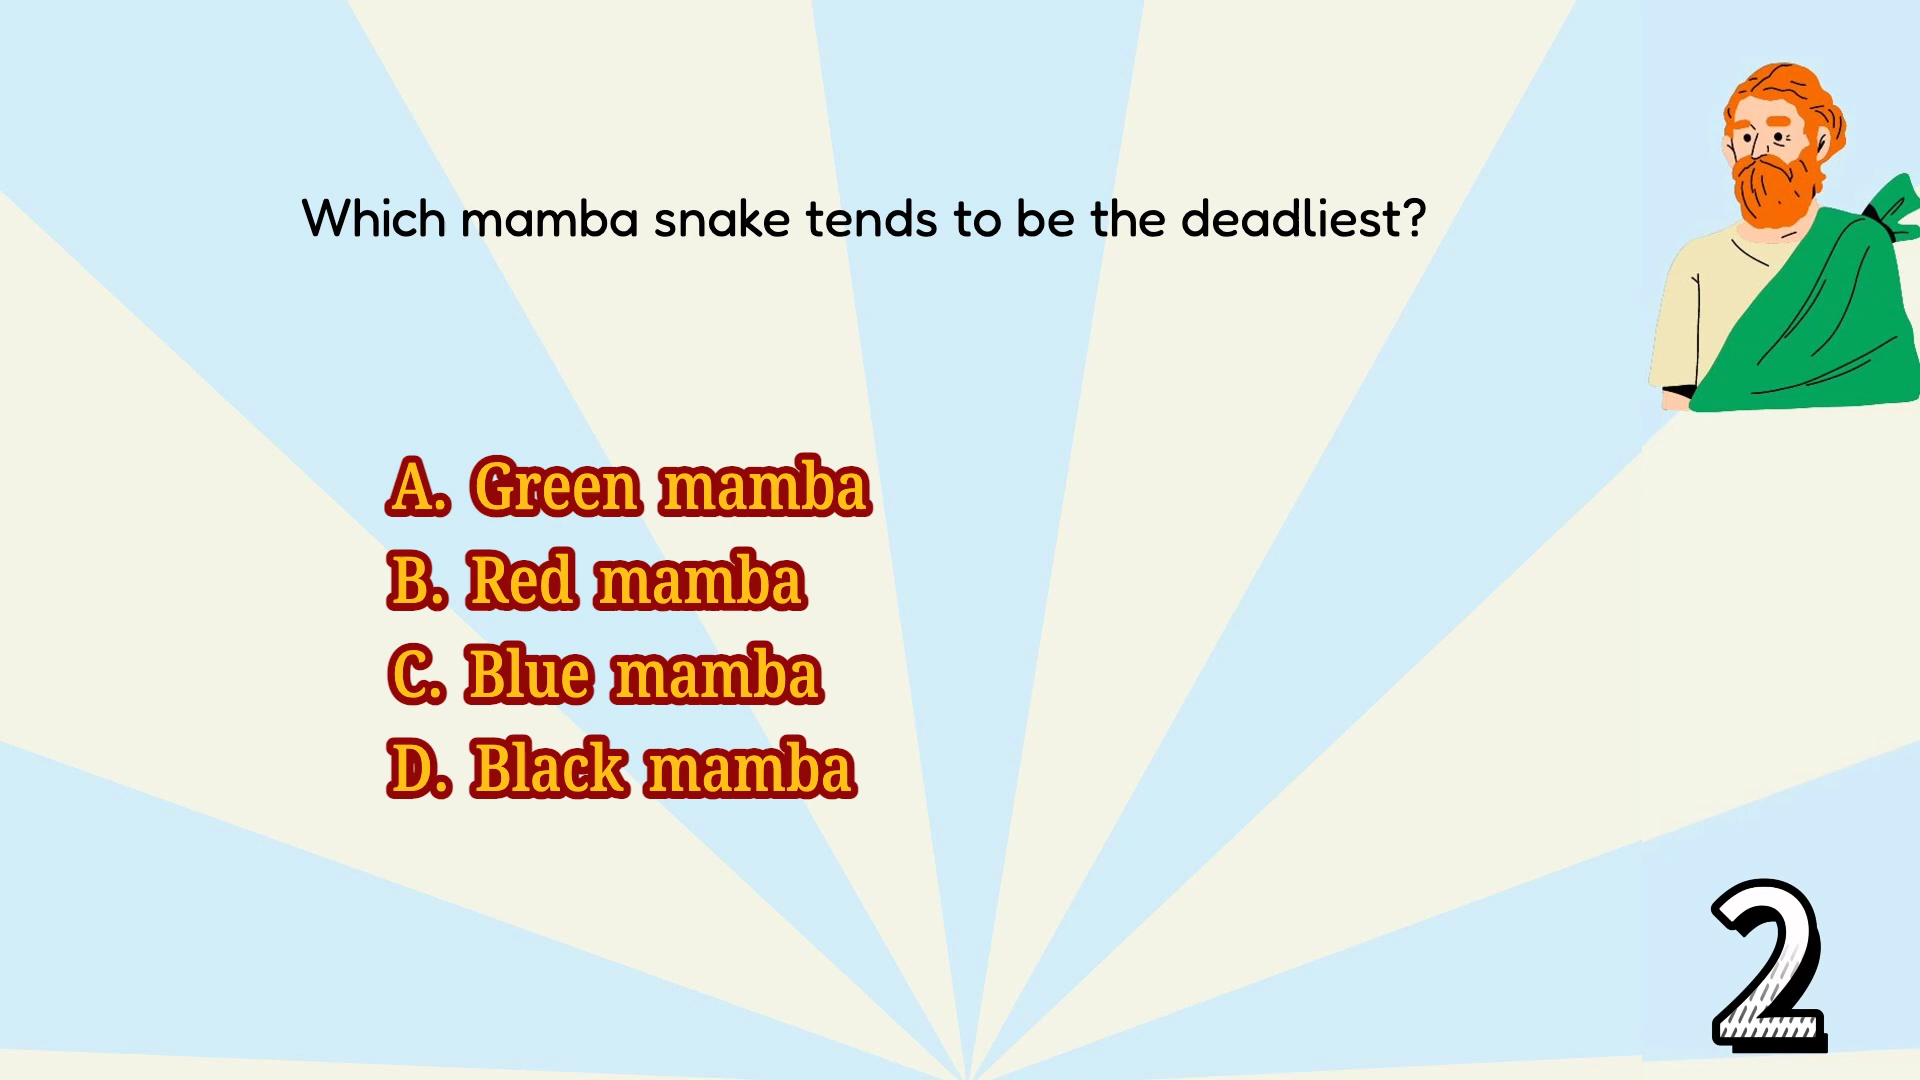 Which mamba snake tends to be the deadliest?
A. Green mamba
B. Red mamba
C. Blue mamba
D. Black mamba
2